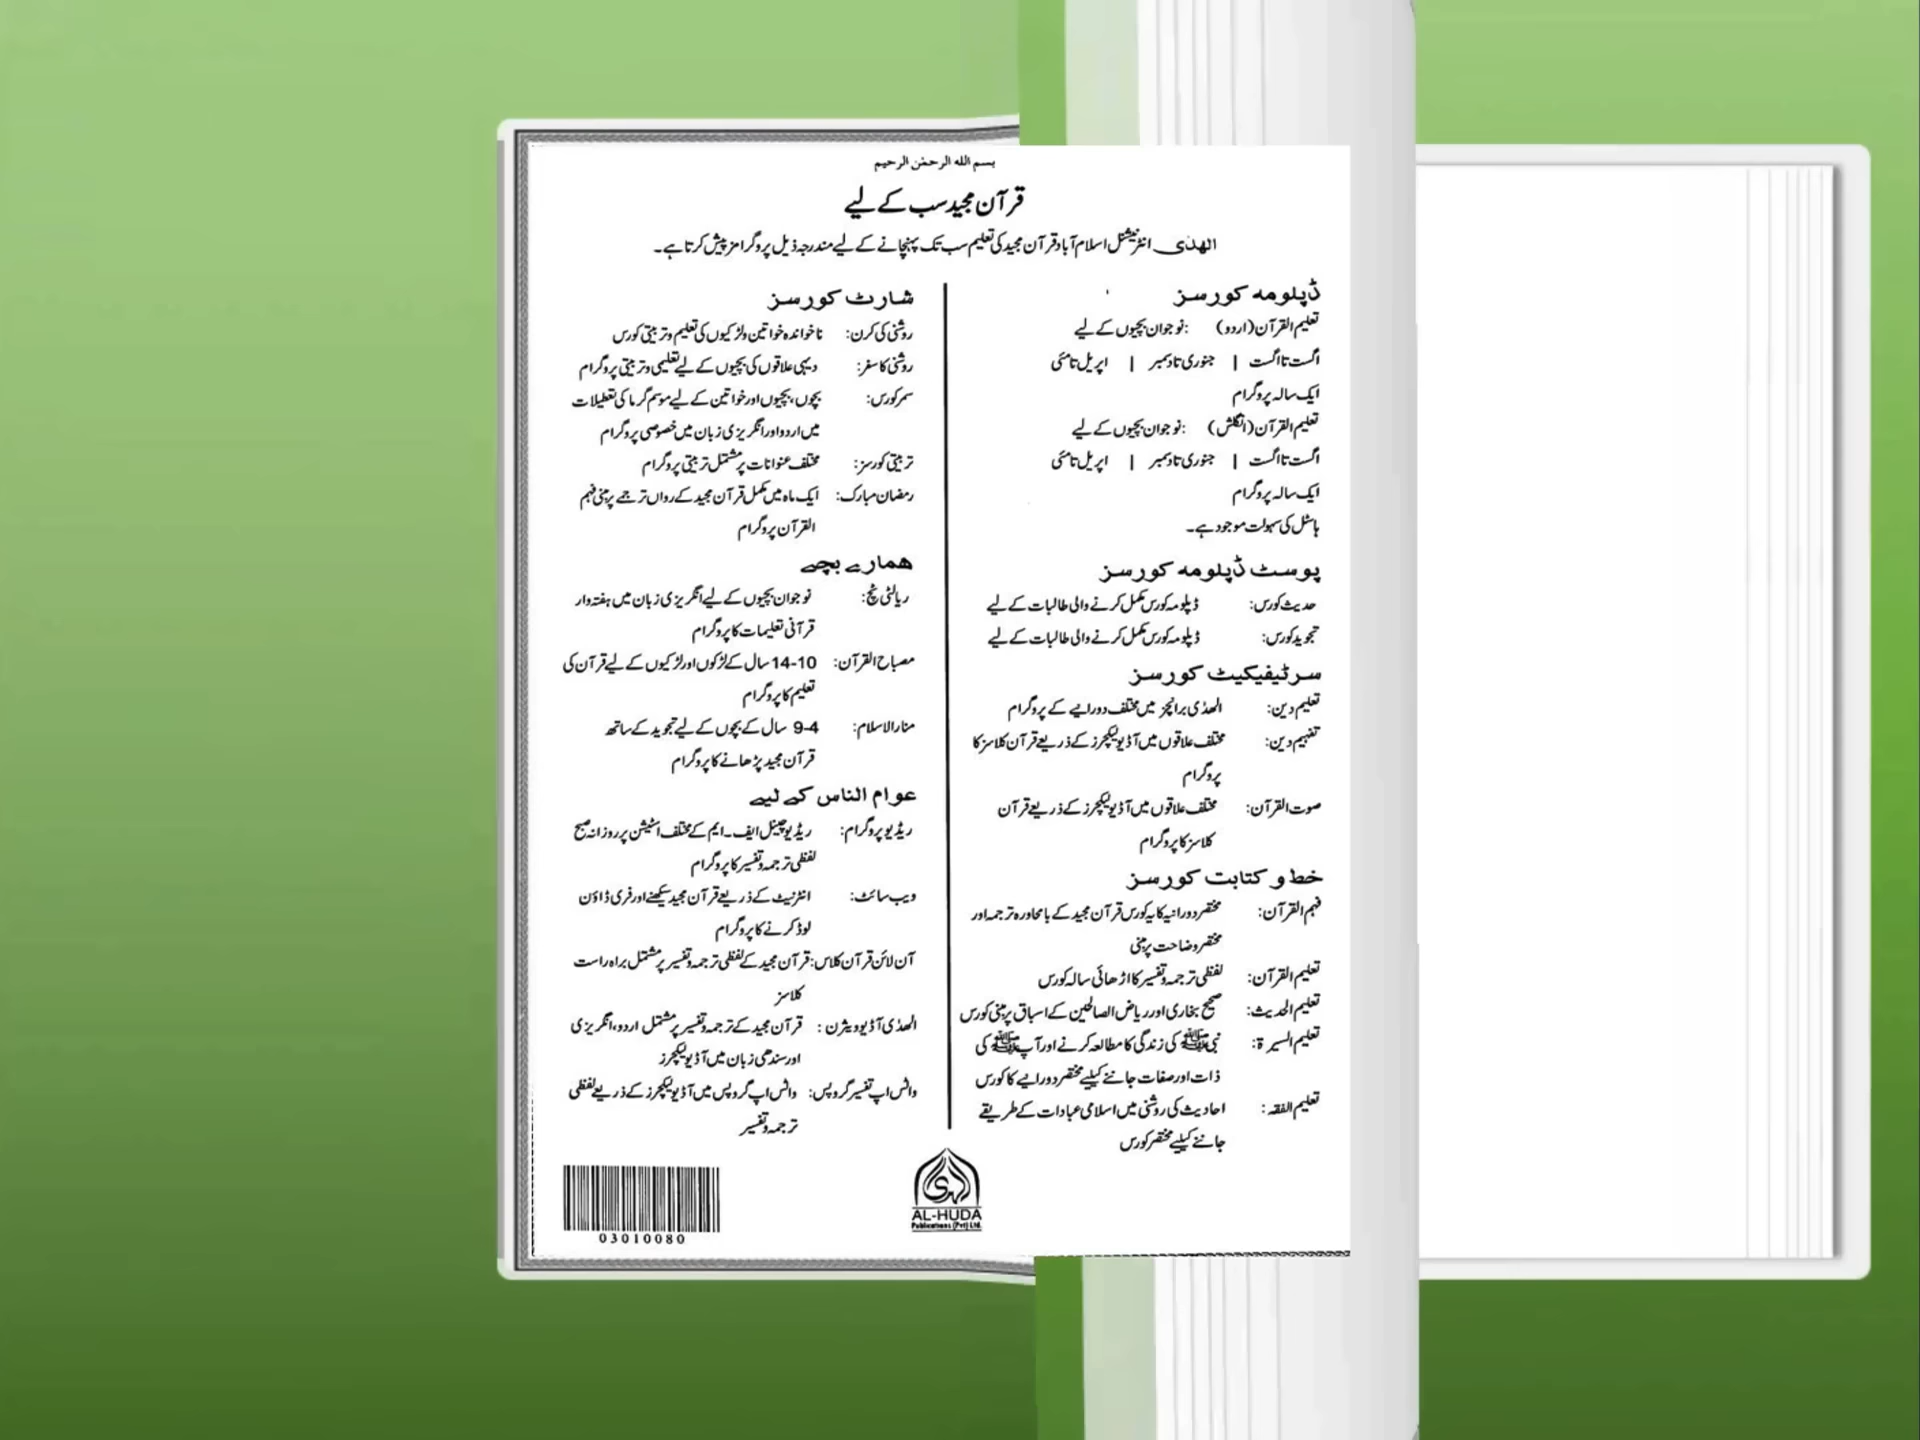 بسم الله الرحمن الرحیم
قرآن مجید سب کے لیے
الھدیٰ انٹرنیشنل اسلام آباد قرآن مجید کی تعلیم سب تک پہنچانے کے لیے مندرجہ ذیل پروگرامز پیش کرتا ہے۔
ڈپلومہ کورسز
تعلیم القرآن (اردو) : نوجوان بچیوں کے لیے
اگست تا اگست | جنوری تا دسمبر | اپریل تا مئی
ایک سالہ پروگرام
تعلیم القرآن (انگلش) : نوجوان بچیوں کے لیے
اگست تا اگست | جنوری تا دسمبر | اپریل تا مئی
ایک سالہ پروگرام
ہاسٹل کی سہولت موجود ہے۔
پوسٹ ڈپلومہ کورسز
حدیث کورس: ڈپلومہ کورس مکمل کرنے والی طالبات کے لیے
تجوید کورس: ڈپلومہ کورس مکمل کرنے والی طالبات کے لیے
سرٹیفیکیٹ کورسز
تعلیم دین: الھدیٰ برانچز میں مختلف دورانیے کے پروگرام
تفہیم دین: مختلف علاقوں میں آڈیو لیکچرز کے ذریعے قرآن کلاسز کا
پروگرام
صوت القرآن: مختلف علاقوں میں آڈیو لیکچرز کے ذریعے قرآن
کلاسز کا پروگرام
خط و کتابت کورسز
فہم القرآن: مختصر دورانیہ کا یہ کورس قرآن مجید کے بامحاورہ ترجمہ اور
مختصر وضاحت پر مبنی
تعلیم القرآن: لفظی ترجمہ و تفسیر کا اڑھائی سالہ کورس
تعلیم الحدیث: صحیح بخاری اور ریاض الصالحین کے اسباق پر مبنی کورس
تعلیم السیرۃ: نبی ﷺ کی زندگی کا مطالعہ کرنے اور آپ ﷺ کی
ذات اور صفات جاننے کیلیے مختصر دورانیے کا کورس
تعلیم الفقہ: احادیث کی روشنی میں اسلامی عبادات کے طریقے
جاننے کیلیے مختصر کورس
شارٹ کورسز
روشنی کی کرن: ناخواندہ خواتین و لڑکیوں کی تعلیم و تربیتی کورس
روشنی کا سفر: دیہی علاقوں کی بچیوں کے لیے تعلیمی و تربیتی پروگرام
سمر کورس: بچوں، بچیوں اور خواتین کے لیے موسم گرما کی تعطیلات
میں اردو اور انگریزی زبان میں خصوصی پروگرام
تربیتی کورسز: مختلف عنوانات پر مشتمل تربیتی پروگرام
رمضان مبارک: ایک ماہ میں مکمل قرآن مجید کے رواں ترجمے پر مبنی فہم
القرآن پروگرام
ھمارے بچے
ریالٹی ٹچ: نوجوان بچیوں کے لیے انگریزی زبان میں ہفتہ وار
قرآنی تعلیمات کا پروگرام
مصباح القرآن: 10-14 سال کے لڑکوں اور لڑکیوں کے لیے قرآن کی
تعلیم کا پروگرام
منار الاسلام: 4-9 سال کے بچوں کے لیے تجوید کے ساتھ
قرآن مجید پڑھانے کا پروگرام
عوام الناس کے لیے
ریڈیو پروگرام: ریڈیو چینل ایف۔ایم کے مختلف اسٹیشن پر روزانہ صبح
لفظی ترجمہ و تفسیر کا پروگرام
ویب سائٹ: انٹرنیٹ کے ذریعے قرآن مجید سیکھنے اور فری ڈاؤن
لوڈ کرنے کا پروگرام
آن لائن قرآن کلاس: قرآن مجید کے لفظی ترجمہ و تفسیر پر مشتمل براہ راست
کلاسز
الھدیٰ آڈیو ویژن : قرآن مجید کے ترجمہ و تفسیر پر مشتمل اردو، انگریزی
اور سندھی زبان میں آڈیو لیکچرز
واٹس اپ تفسیر گروپس: واٹس اپ گروپس میں آڈیو لیکچرز کے ذریعے لفظی
ترجمہ و تفسیر
الہدی
AL-HUDA
Publications (Pvt) Ltd.
03010080